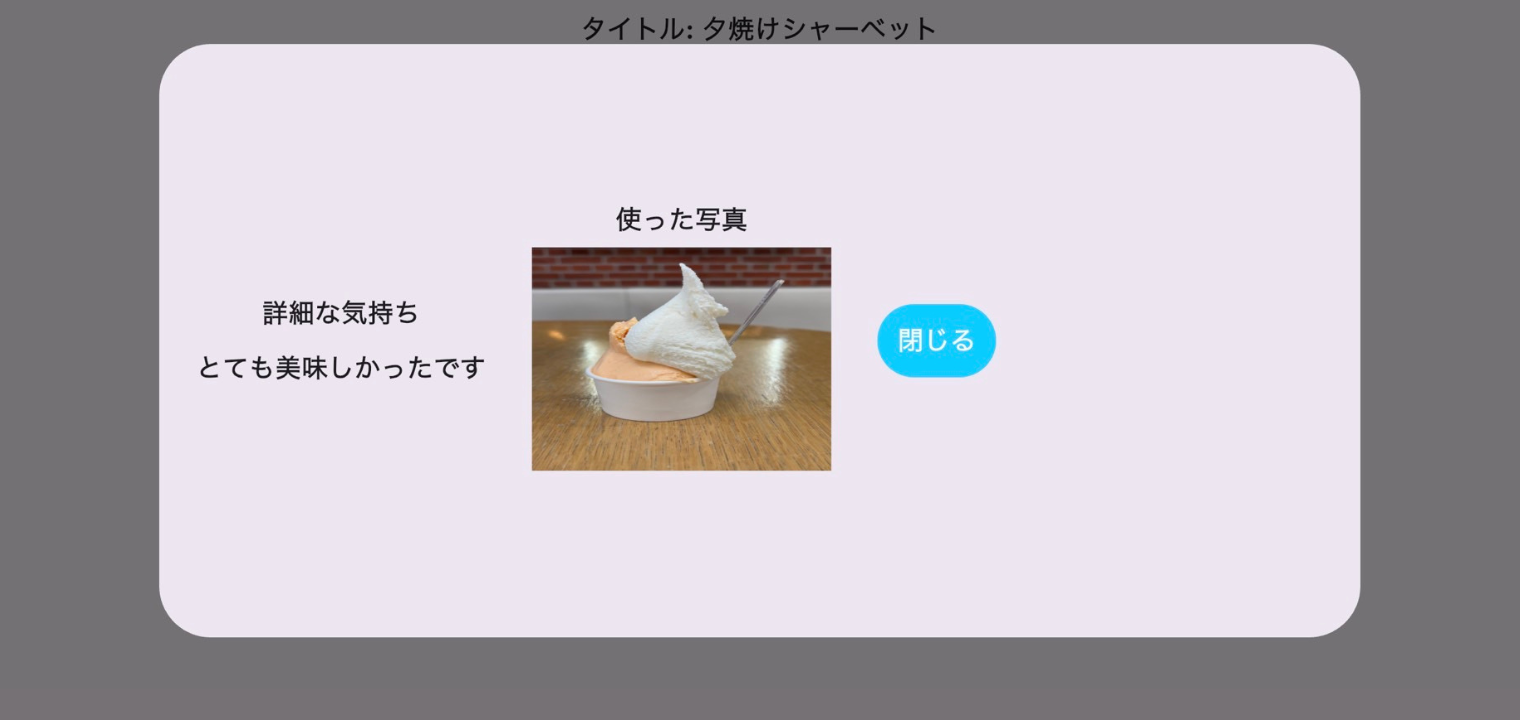 タイトル: 夕焼けシャーベット
使った写真
詳細な気持ち
とても美味しかったです
閉じる